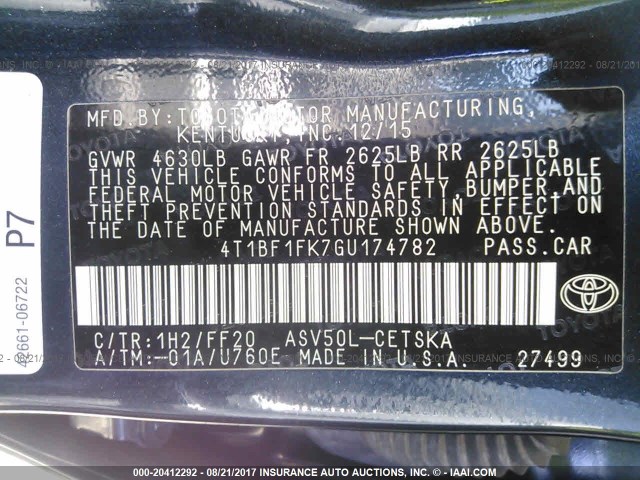 MFD.BY:TOYOTA MOTOR MANUFACTURING,
KENTUCKY, INC. 12/15
GVWR 4630LB GAWR FR 2625LB RR 2625LB
THIS VEHICLE CONFORMS TO ALL APPLICABLE
FEDERAL MOTOR VEHICLE SAFETY, BUMPER, AND
THEFT PREVENTION STANDARDS IN EFFECT ON
THE DATE OF MANUFACTURE SHOWN ABOVE.
4T1BF1FK7GU174782 PASS.CAR
C/TR:1H2/FF20 ASV50L-CETSKA
A/TM:-01A/U760E MADE IN U.S.A. 27499
TOYOTA
P7
42661-06722
000-20412292 - 08/21/2017 INSURANCE AUTO AUCTIONS, INC. - © IAAI.COM